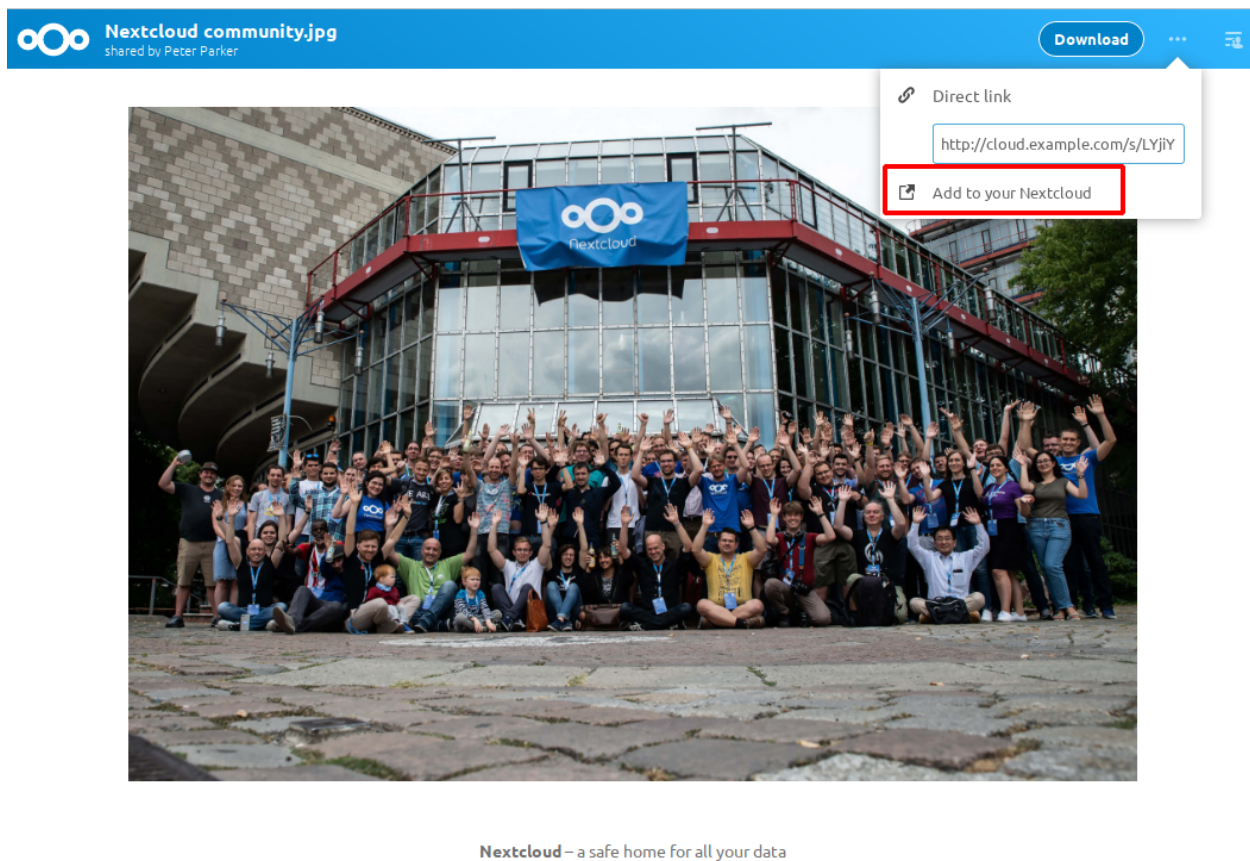 Nextcloud community.jpg
shared by Peter Parker
Download
Direct link
http://cloud.example.com/s/LYjiY
Add to your Nextcloud
Nextcloud
Nextcloud – a safe home for all your data